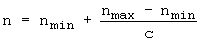 n = n_min + (n_max - n_min) / c